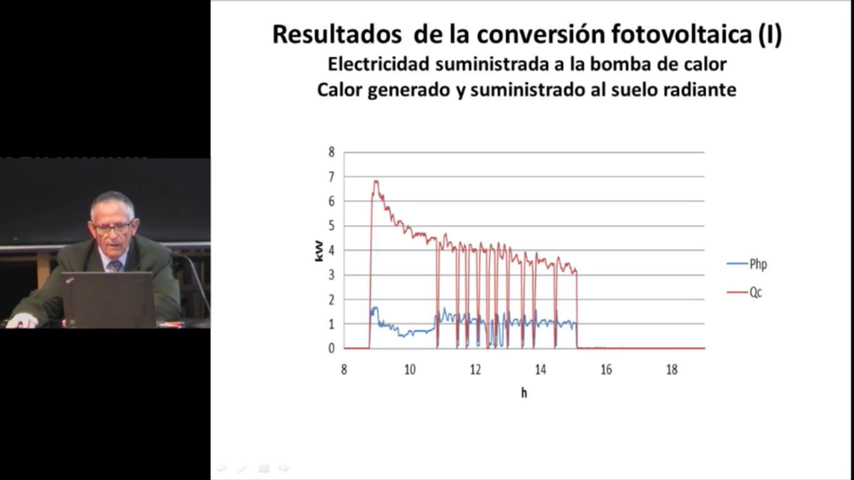 Resultados de la conversión fotovoltaica (I)
Electricidad suministrada a la bomba de calor
Calor generado y suministrado al suelo radiante
8
7
6
5
4
3
2
1
0
kW
8 10 12 14 16 18
h
Php
Qc